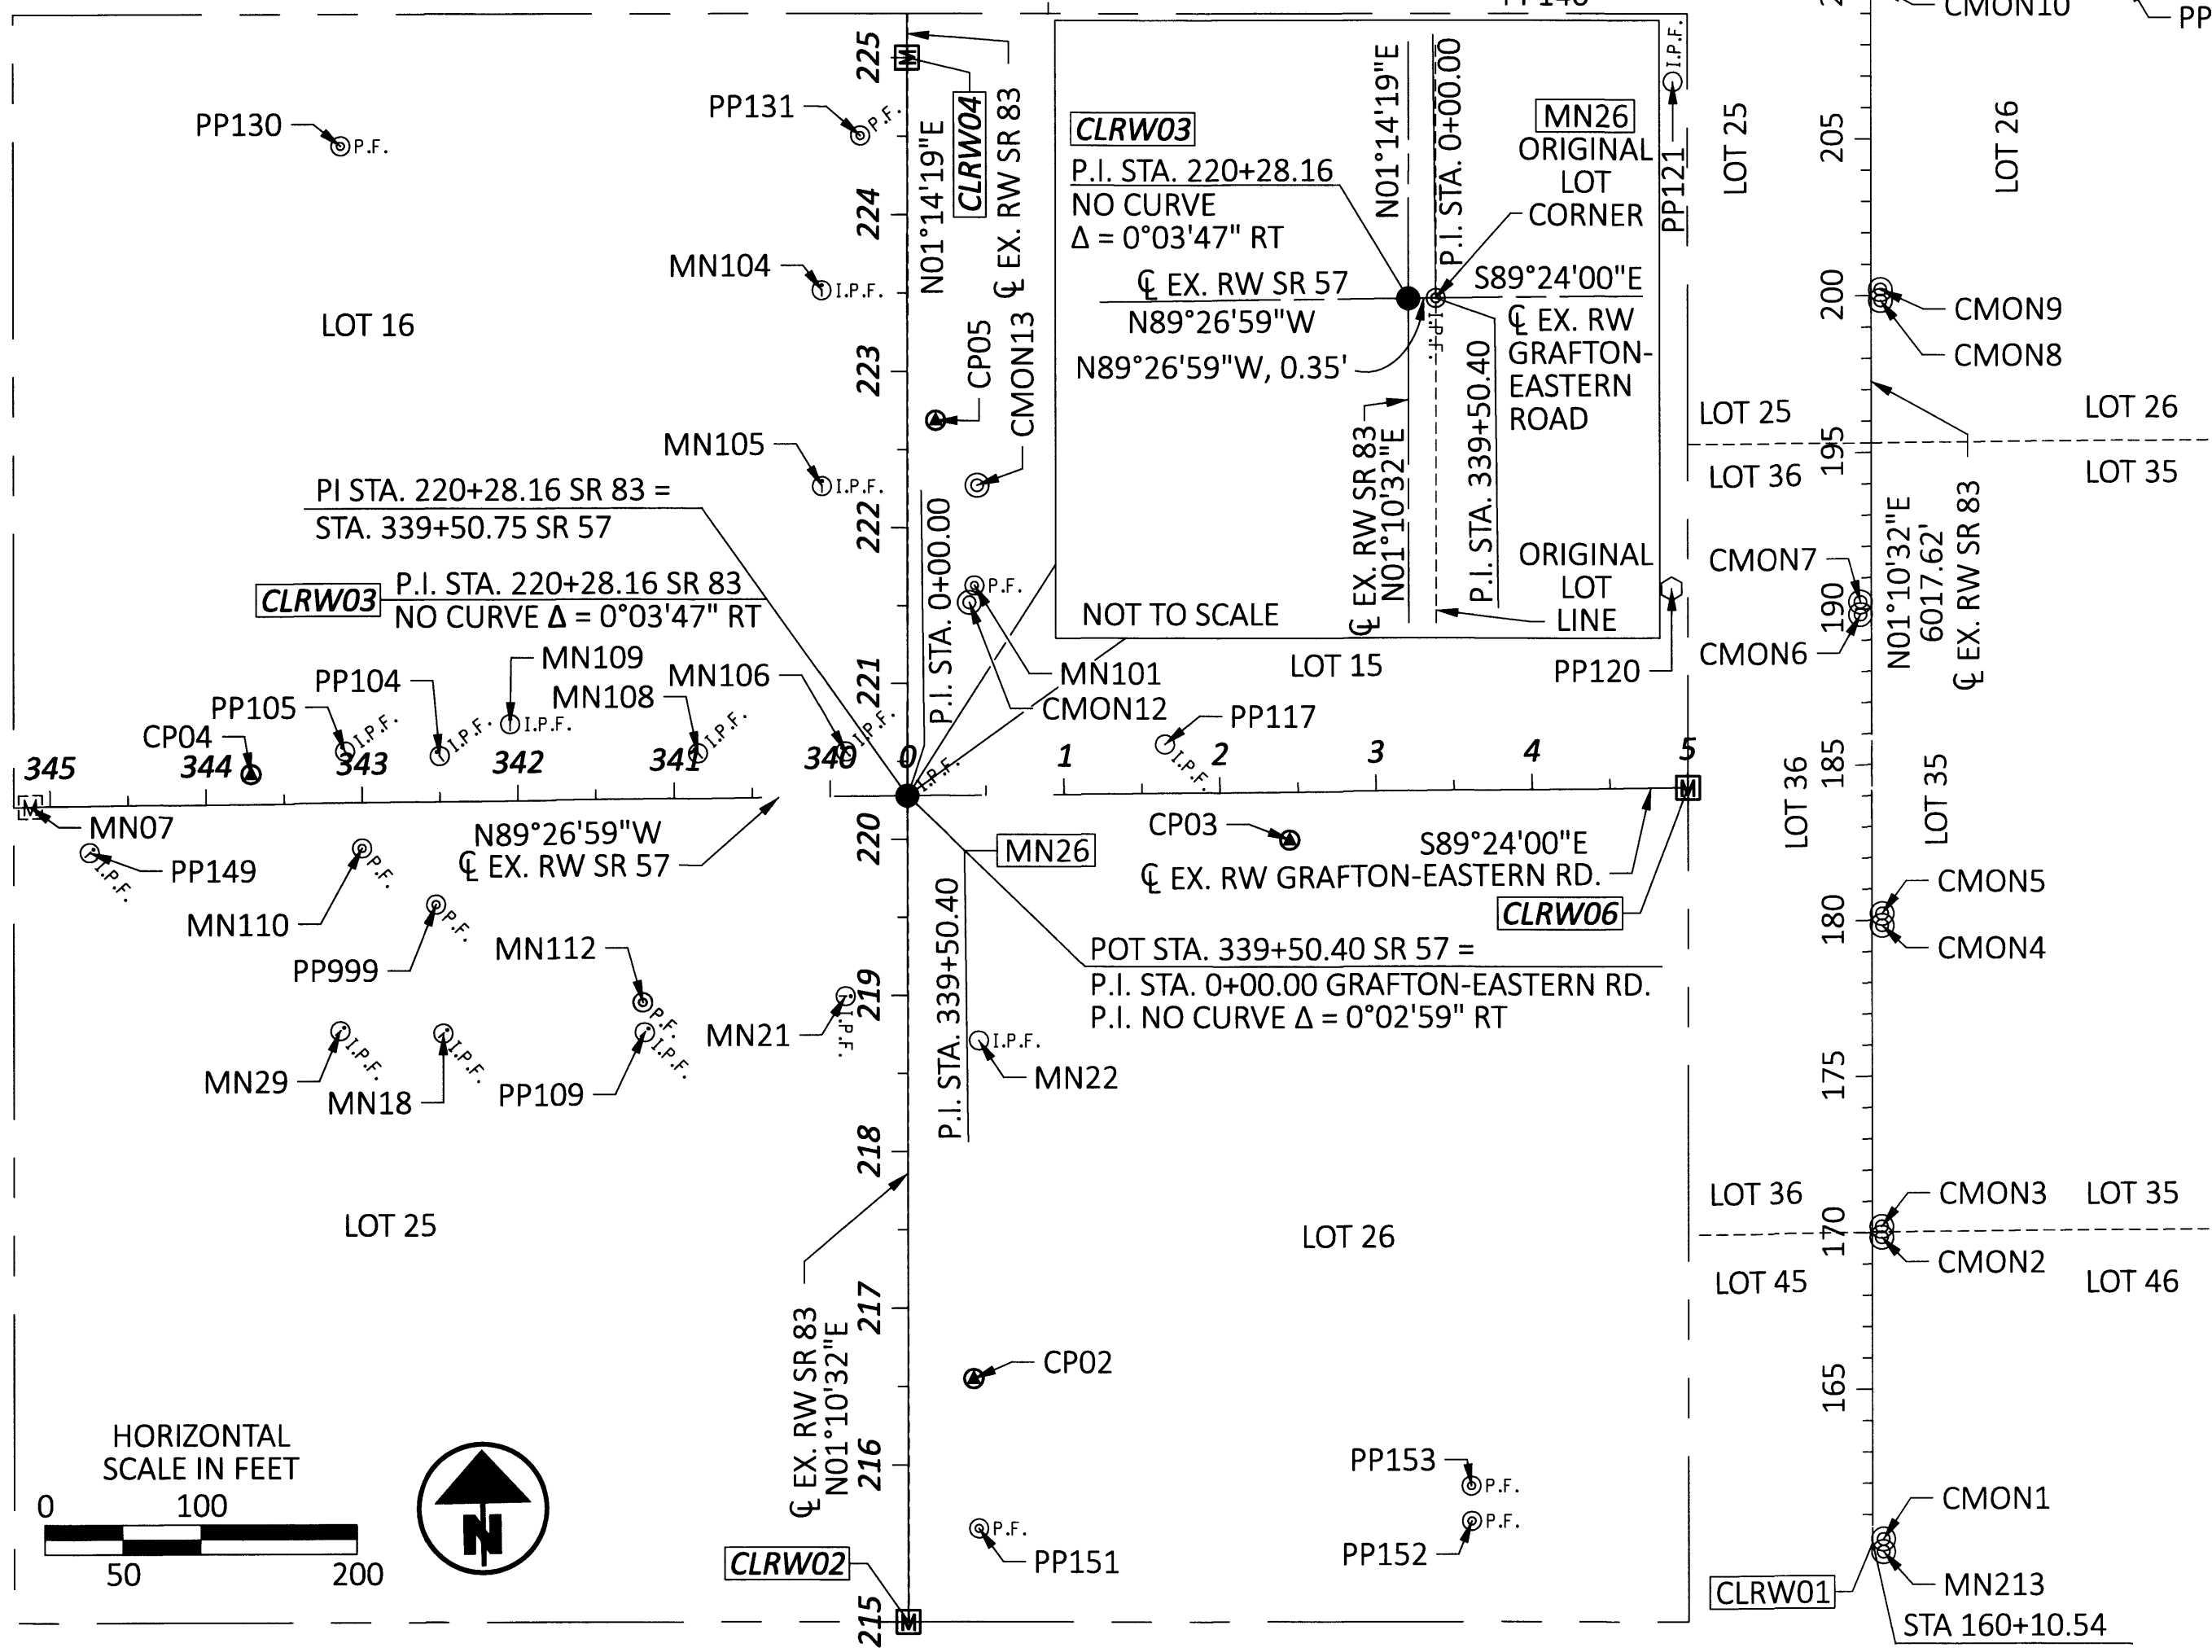 225
224
223
222
221
220
219
218
217
216
215
PP130
P.F.
PP131
P.F.
N01°14'19"E
CLRW04
℄ EX. RW SR 83
MN104
I.P.F.
LOT 16
CP05
CMON13
MN105
I.P.F.
PI STA. 220+28.16 SR 83 =
STA. 339+50.75 SR 57
CLRW03
P.I. STA. 220+28.16 SR 83
NO CURVE Δ = 0°03'47" RT
P.I. STA. 0+00.00
P.F.
MN101
CMON12
MN109
I.P.F.
PP104
I.P.F.
MN106
I.P.F.
MN108
I.P.F.
PP105
I.P.F.
CP04
345
344
343
342
341
340
0
1
2
3
4
5
I.P.F.
M
MN07
PP149
I.P.F.
N89°26'59"W
℄ EX. RW SR 57
MN110
P.F.
PP999
P.F.
MN112
P.F.
MN29
I.P.F.
MN18
I.P.F.
PP109
I.P.F.
MN21
I.P.F.
MN22
I.P.F.
MN26
P.I. STA. 339+50.40
POT STA. 339+50.40 SR 57 =
P.I. STA. 0+00.00 GRAFTON-EASTERN RD.
P.I. NO CURVE Δ = 0°02'59" RT
CP03
S89°24'00"E
℄ EX. RW GRAFTON-EASTERN RD.
CLRW06
M
PP117
I.P.F.
LOT 15
PP120
CLRW03
P.I. STA. 220+28.16
NO CURVE
Δ = 0°03'47" RT
℄ EX. RW SR 57
N89°26'59"W
N89°26'59"W, 0.35'
N01°14'19"E
P.I. STA. 0+00.00
MN26
ORIGINAL
LOT
CORNER
S89°24'00"E
℄ EX. RW
GRAFTON-
EASTERN
ROAD
I.P.F.
℄ EX. RW SR 83
N01°10'32"E
P.I. STA. 339+50.40
ORIGINAL
LOT
LINE
NOT TO SCALE
PP121
I.P.F.
M
LOT 25
LOT 26
℄ EX. RW SR 83
N01°10'32"E
CP02
PP153
P.F.
PP152
P.F.
PP151
P.F.
CLRW02
M
HORIZONTAL
SCALE IN FEET
0
100
50
200
N
CMON10
PP
LOT 25
LOT 26
205
200
195
190
185
180
175
170
165
CMON9
CMON8
LOT 25
LOT 26
LOT 36
LOT 35
CMON7
CMON6
N01°10'32"E
6017.62'
℄ EX. RW SR 83
LOT 36
LOT 35
CMON5
CMON4
LOT 36
CMON3
LOT 35
CMON2
LOT 45
LOT 46
CMON1
CLRW01
MN213
STA 160+10.54